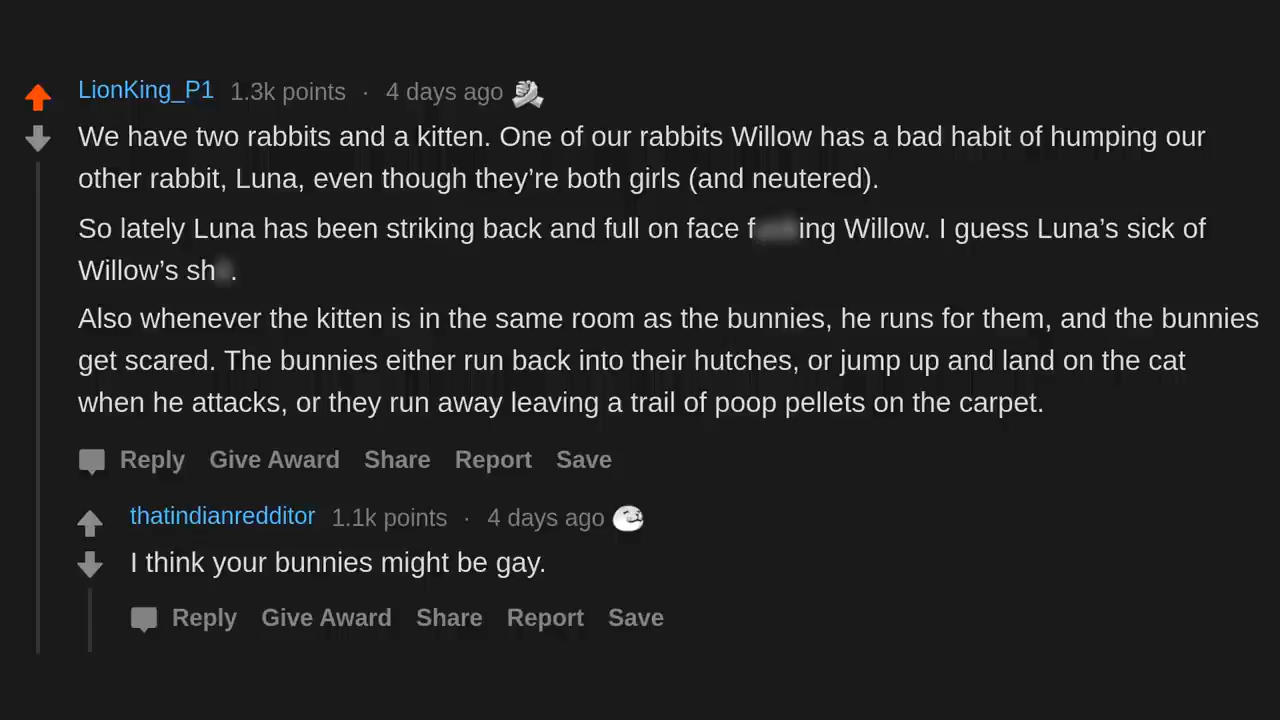 LionKing_P1 1.3k points · 4 days ago
We have two rabbits and a kitten. One of our rabbits Willow has a bad habit of humping our
other rabbit, Luna, even though they’re both girls (and neutered).
So lately Luna has been striking back and full on face f ing Willow. I guess Luna’s sick of
Willow’s sh .
Also whenever the kitten is in the same room as the bunnies, he runs for them, and the bunnies
get scared. The bunnies either run back into their hutches, or jump up and land on the cat
when he attacks, or they run away leaving a trail of poop pellets on the carpet.
Reply Give Award Share Report Save
thatindianredditor 1.1k points · 4 days ago
I think your bunnies might be gay.
Reply Give Award Share Report Save